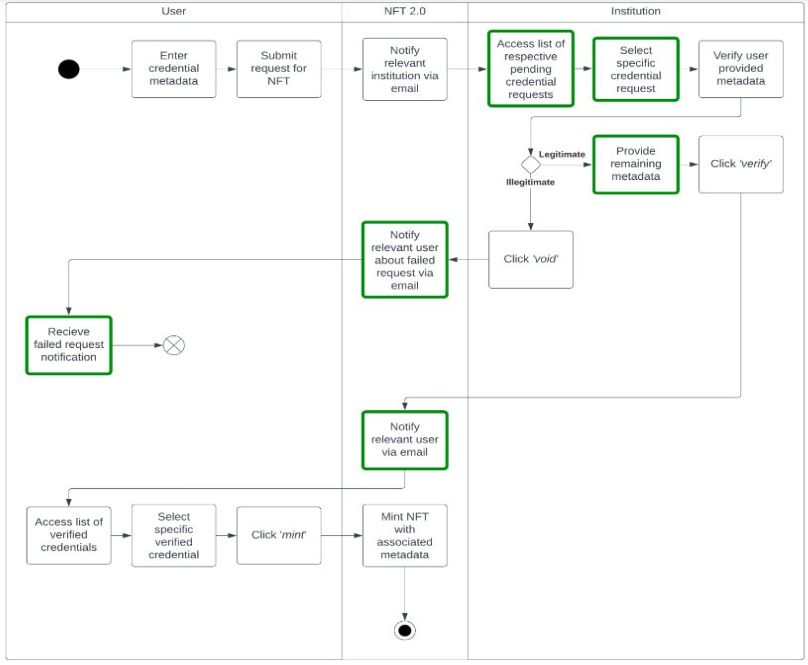 User
NFT 2.0
Institution
Enter
credential
metadata
Submit
request for
NFT
Notify
relevant
institution via
email
Access list of
respective
pending
credential
requests
Select
specific
credential
request
Verify user
provided
metadata
Legitimate
Illegitimate
Provide
remaining
metadata
Click 'verify'
Click 'void'
Notify
relevant user
about failed
request via
email
Recieve
failed request
notification
Notify
relevant user
via email
Access list of
verified
credentials
Select
specific
verified
credential
Click 'mint'
Mint NFT
with
associated
metadata